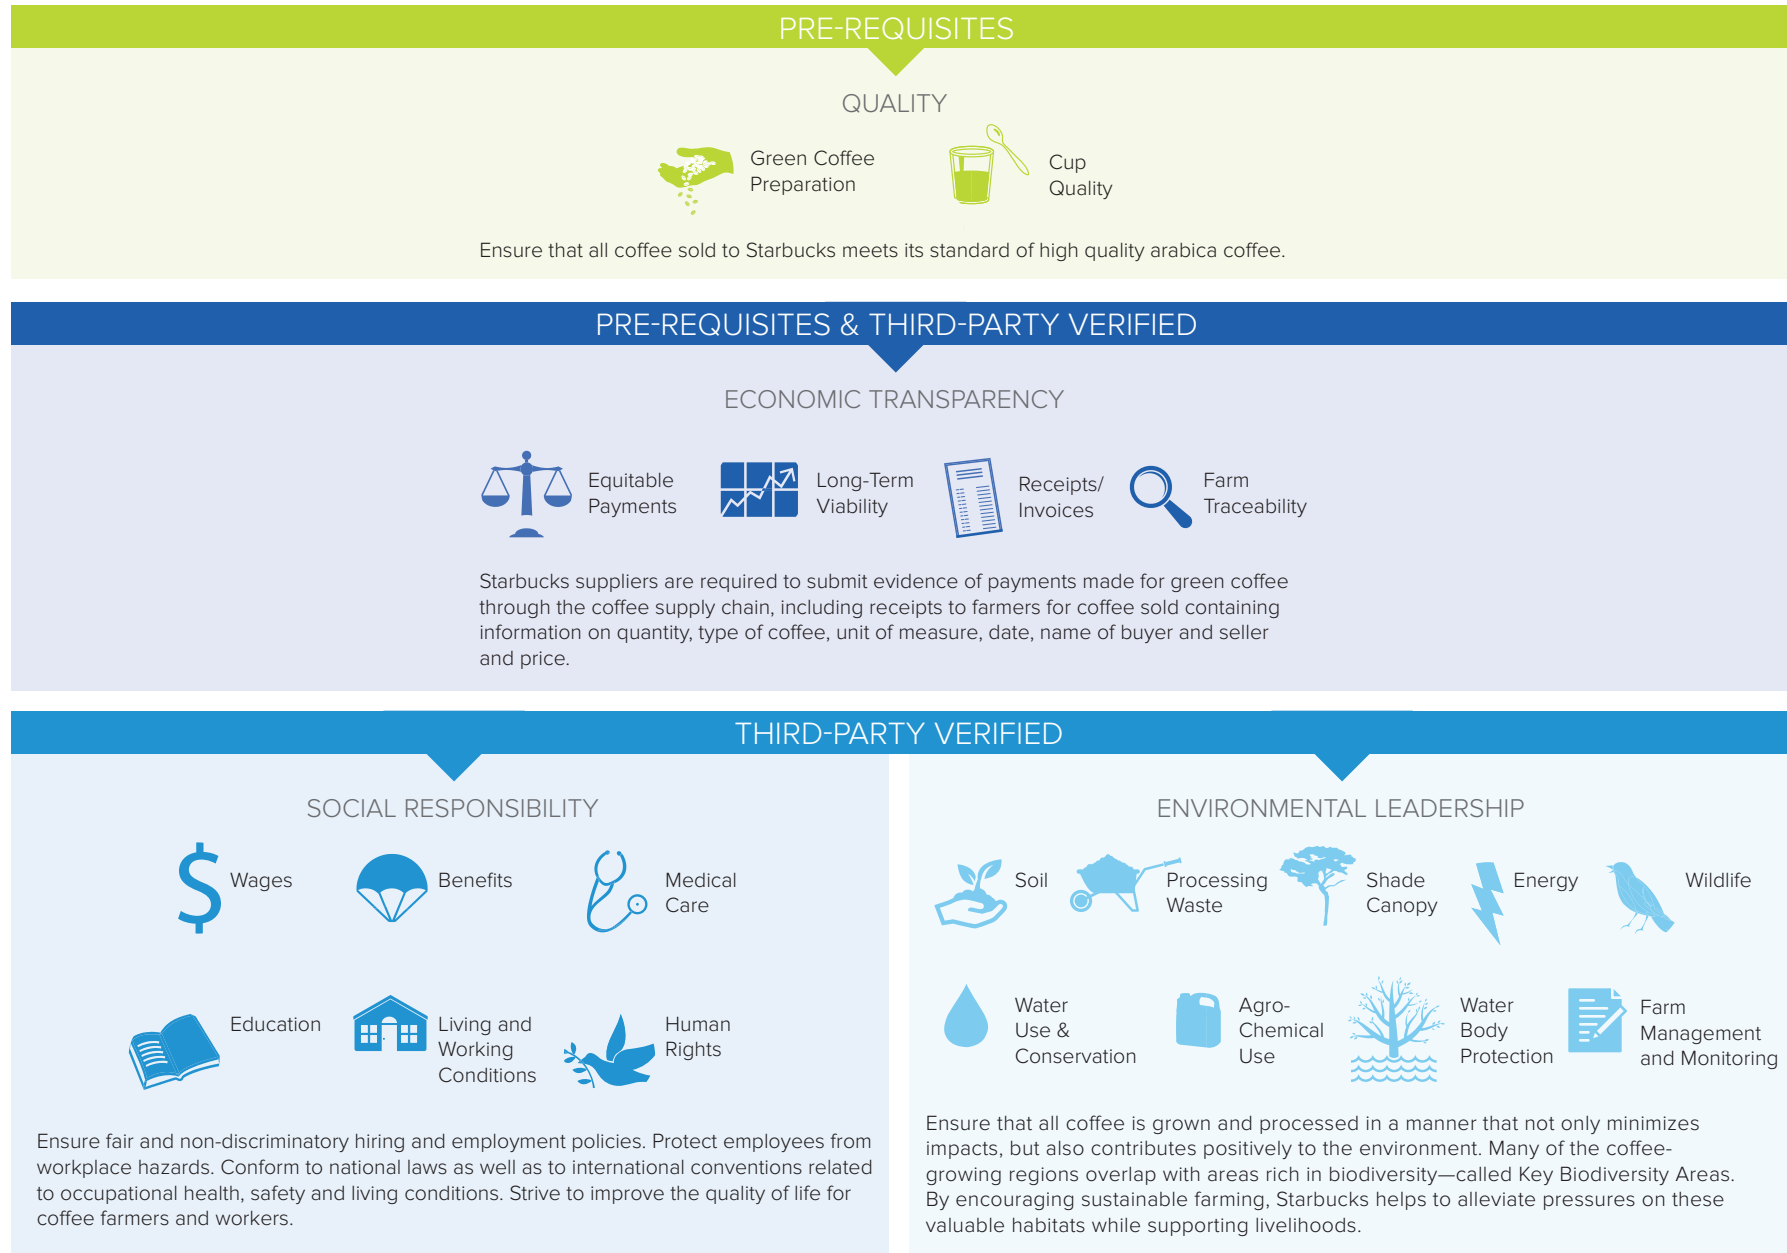 PRE-REQUISITES
QUALITY
Green Coffee
Preparation
Cup
Quality
Ensure that all coffee sold to Starbucks meets its standard of high quality arabica coffee.
PRE-REQUISITES & THIRD-PARTY VERIFIED
ECONOMIC TRANSPARENCY
Equitable
Payments
Long-Term
Viability
Receipts/
Invoices
Farm
Traceability
Starbucks suppliers are required to submit evidence of payments made for green coffee
through the coffee supply chain, including receipts to farmers for coffee sold containing
information on quantity, type of coffee, unit of measure, date, name of buyer and seller
and price.
THIRD-PARTY VERIFIED
SOCIAL RESPONSIBILITY
Wages
Benefits
Medical
Care
Education
Living and
Working
Conditions
Human
Rights
Ensure fair and non-discriminatory hiring and employment policies. Protect employees from
workplace hazards. Conform to national laws as well as to international conventions related
to occupational health, safety and living conditions. Strive to improve the quality of life for
coffee farmers and workers.
ENVIRONMENTAL LEADERSHIP
Soil
Processing
Waste
Shade
Canopy
Energy
Wildlife
Water
Use &
Conservation
Agro-
Chemical
Use
Water
Body
Protection
Farm
Management
and Monitoring
Ensure that all coffee is grown and processed in a manner that not only minimizes
impacts, but also contributes positively to the environment. Many of the coffee-
growing regions overlap with areas rich in biodiversity—called Key Biodiversity Areas.
By encouraging sustainable farming, Starbucks helps to alleviate pressures on these
valuable habitats while supporting livelihoods.